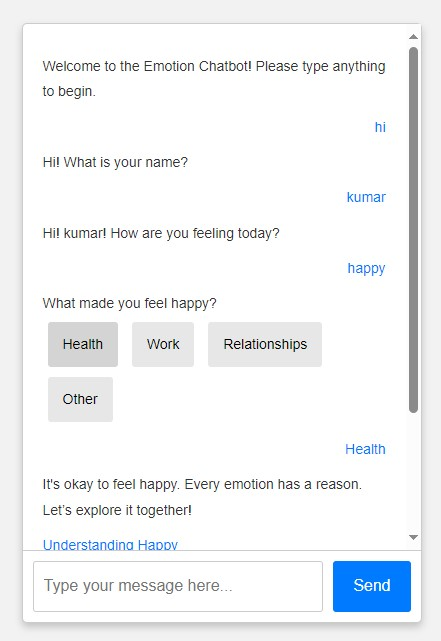 Welcome to the Emotion Chatbot! Please type anything
to begin.
hi
Hi! What is your name?
kumar
Hi! kumar! How are you feeling today?
happy
What made you feel happy?
Health Work Relationships
Other
Health
It's okay to feel happy. Every emotion has a reason.
Let’s explore it together!
Understanding Happy
Type your message here... Send